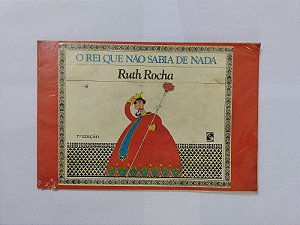 O REI QUE NÃO SABIA DE NADA
Ruth Rocha
7ª EDIÇÃO